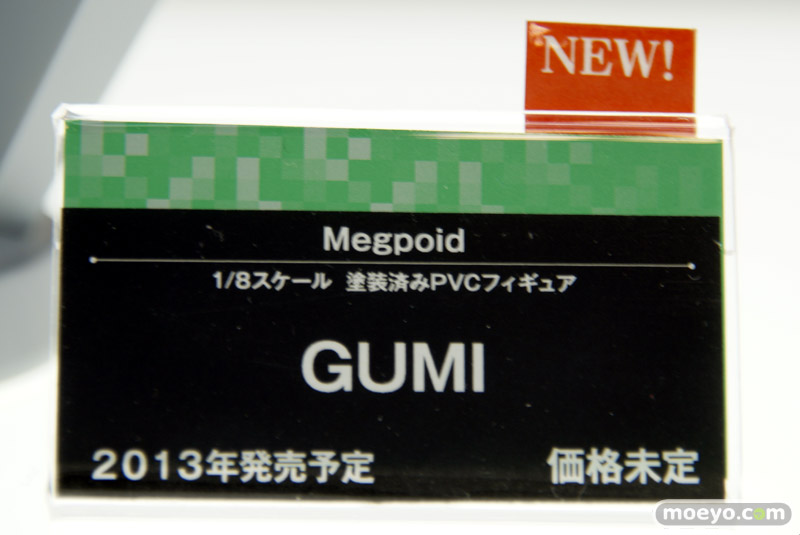 NEW!
Megpoid
1/8スケール 塗装済みPVCフィギュア
GUMI
2013年発売予定 価格未定
moeyo.com